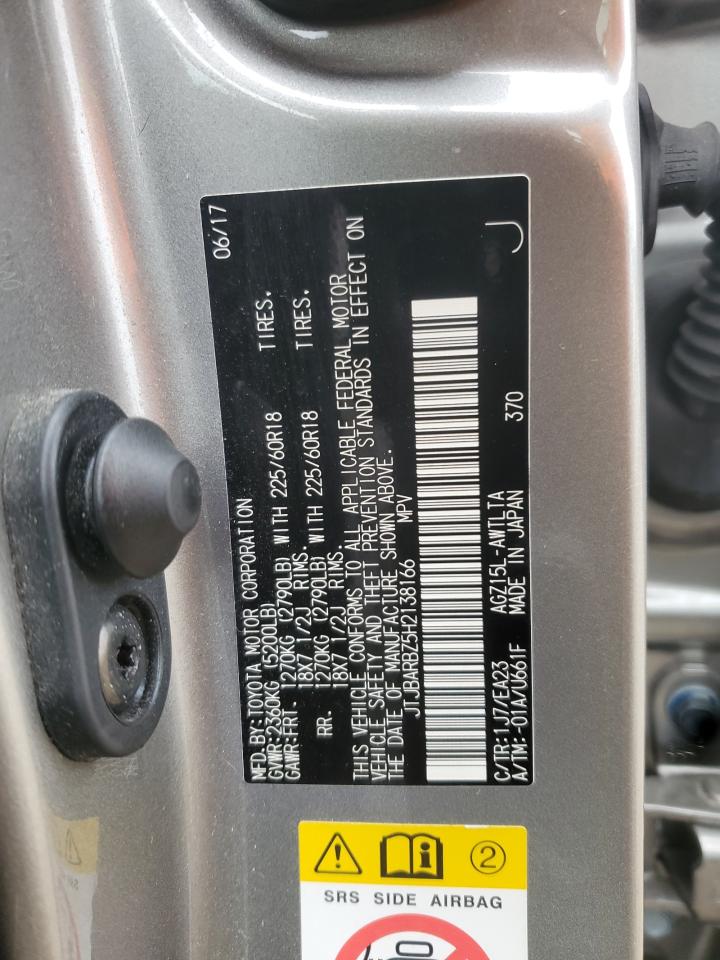 MFD.BY:TOYOTA MOTOR CORPORATION 06/17
GVWR:2360KG (5200LB)
GAWR:FRT. 1270KG (2790LB) WITH 225/60R18 TIRES.
18X7 1/2J RIMS.
RR. 1270KG (2790LB) WITH 225/60R18 TIRES.
18X7 1/2J RIMS.
THIS VEHICLE CONFORMS TO ALL APPLICABLE FEDERAL MOTOR
VEHICLE SAFETY AND THEFT PREVENTION STANDARDS IN EFFECT ON
THE DATE OF MANUFACTURE SHOWN ABOVE.
JTJBARBZ5H2138166 MPV
C/TR:1J7/EA23 AGZ15L-AWTLTA 370
A/TM:-01A/U661F MADE IN JAPAN J
2
SRS SIDE AIRBAG